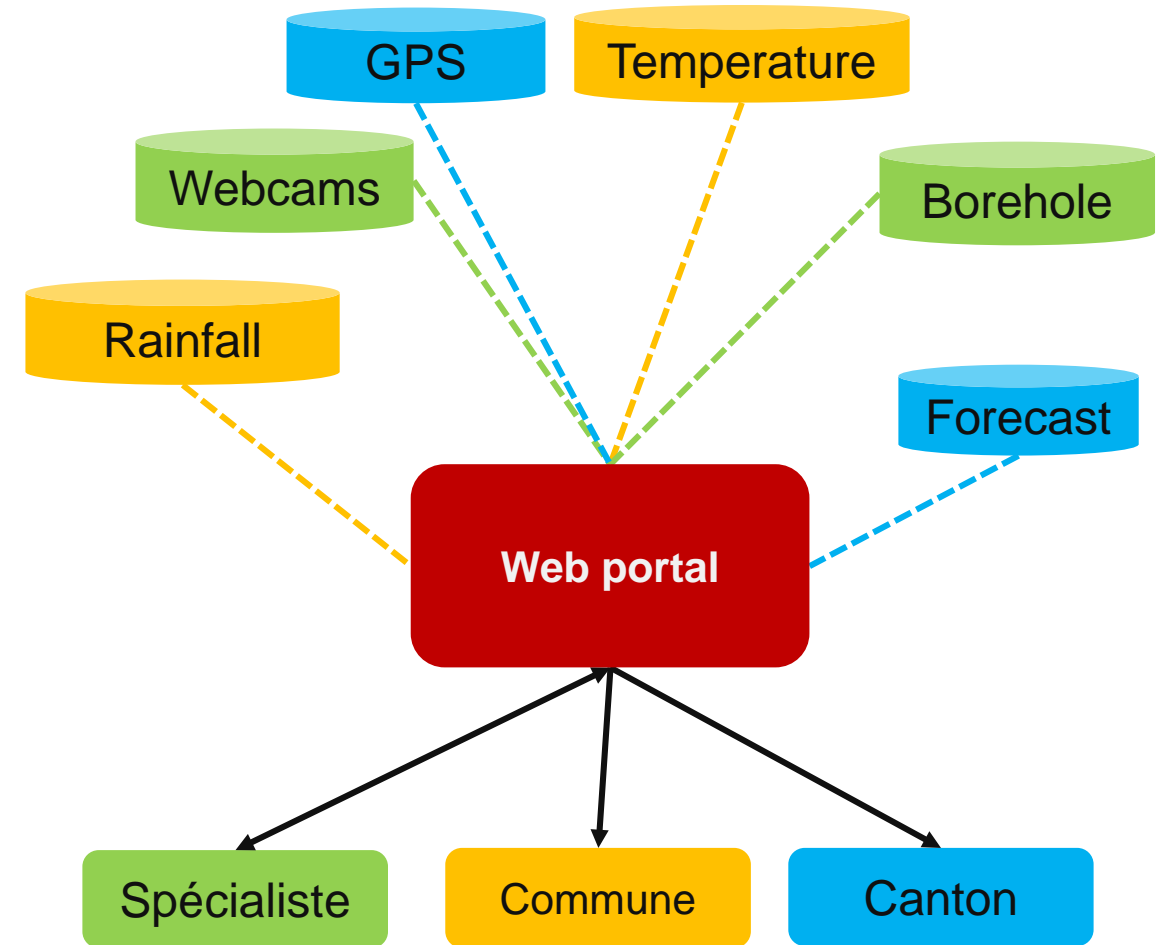 GPS
Temperature
Webcams
Borehole
Rainfall
Forecast
Web portal
Spécialiste
Commune
Canton